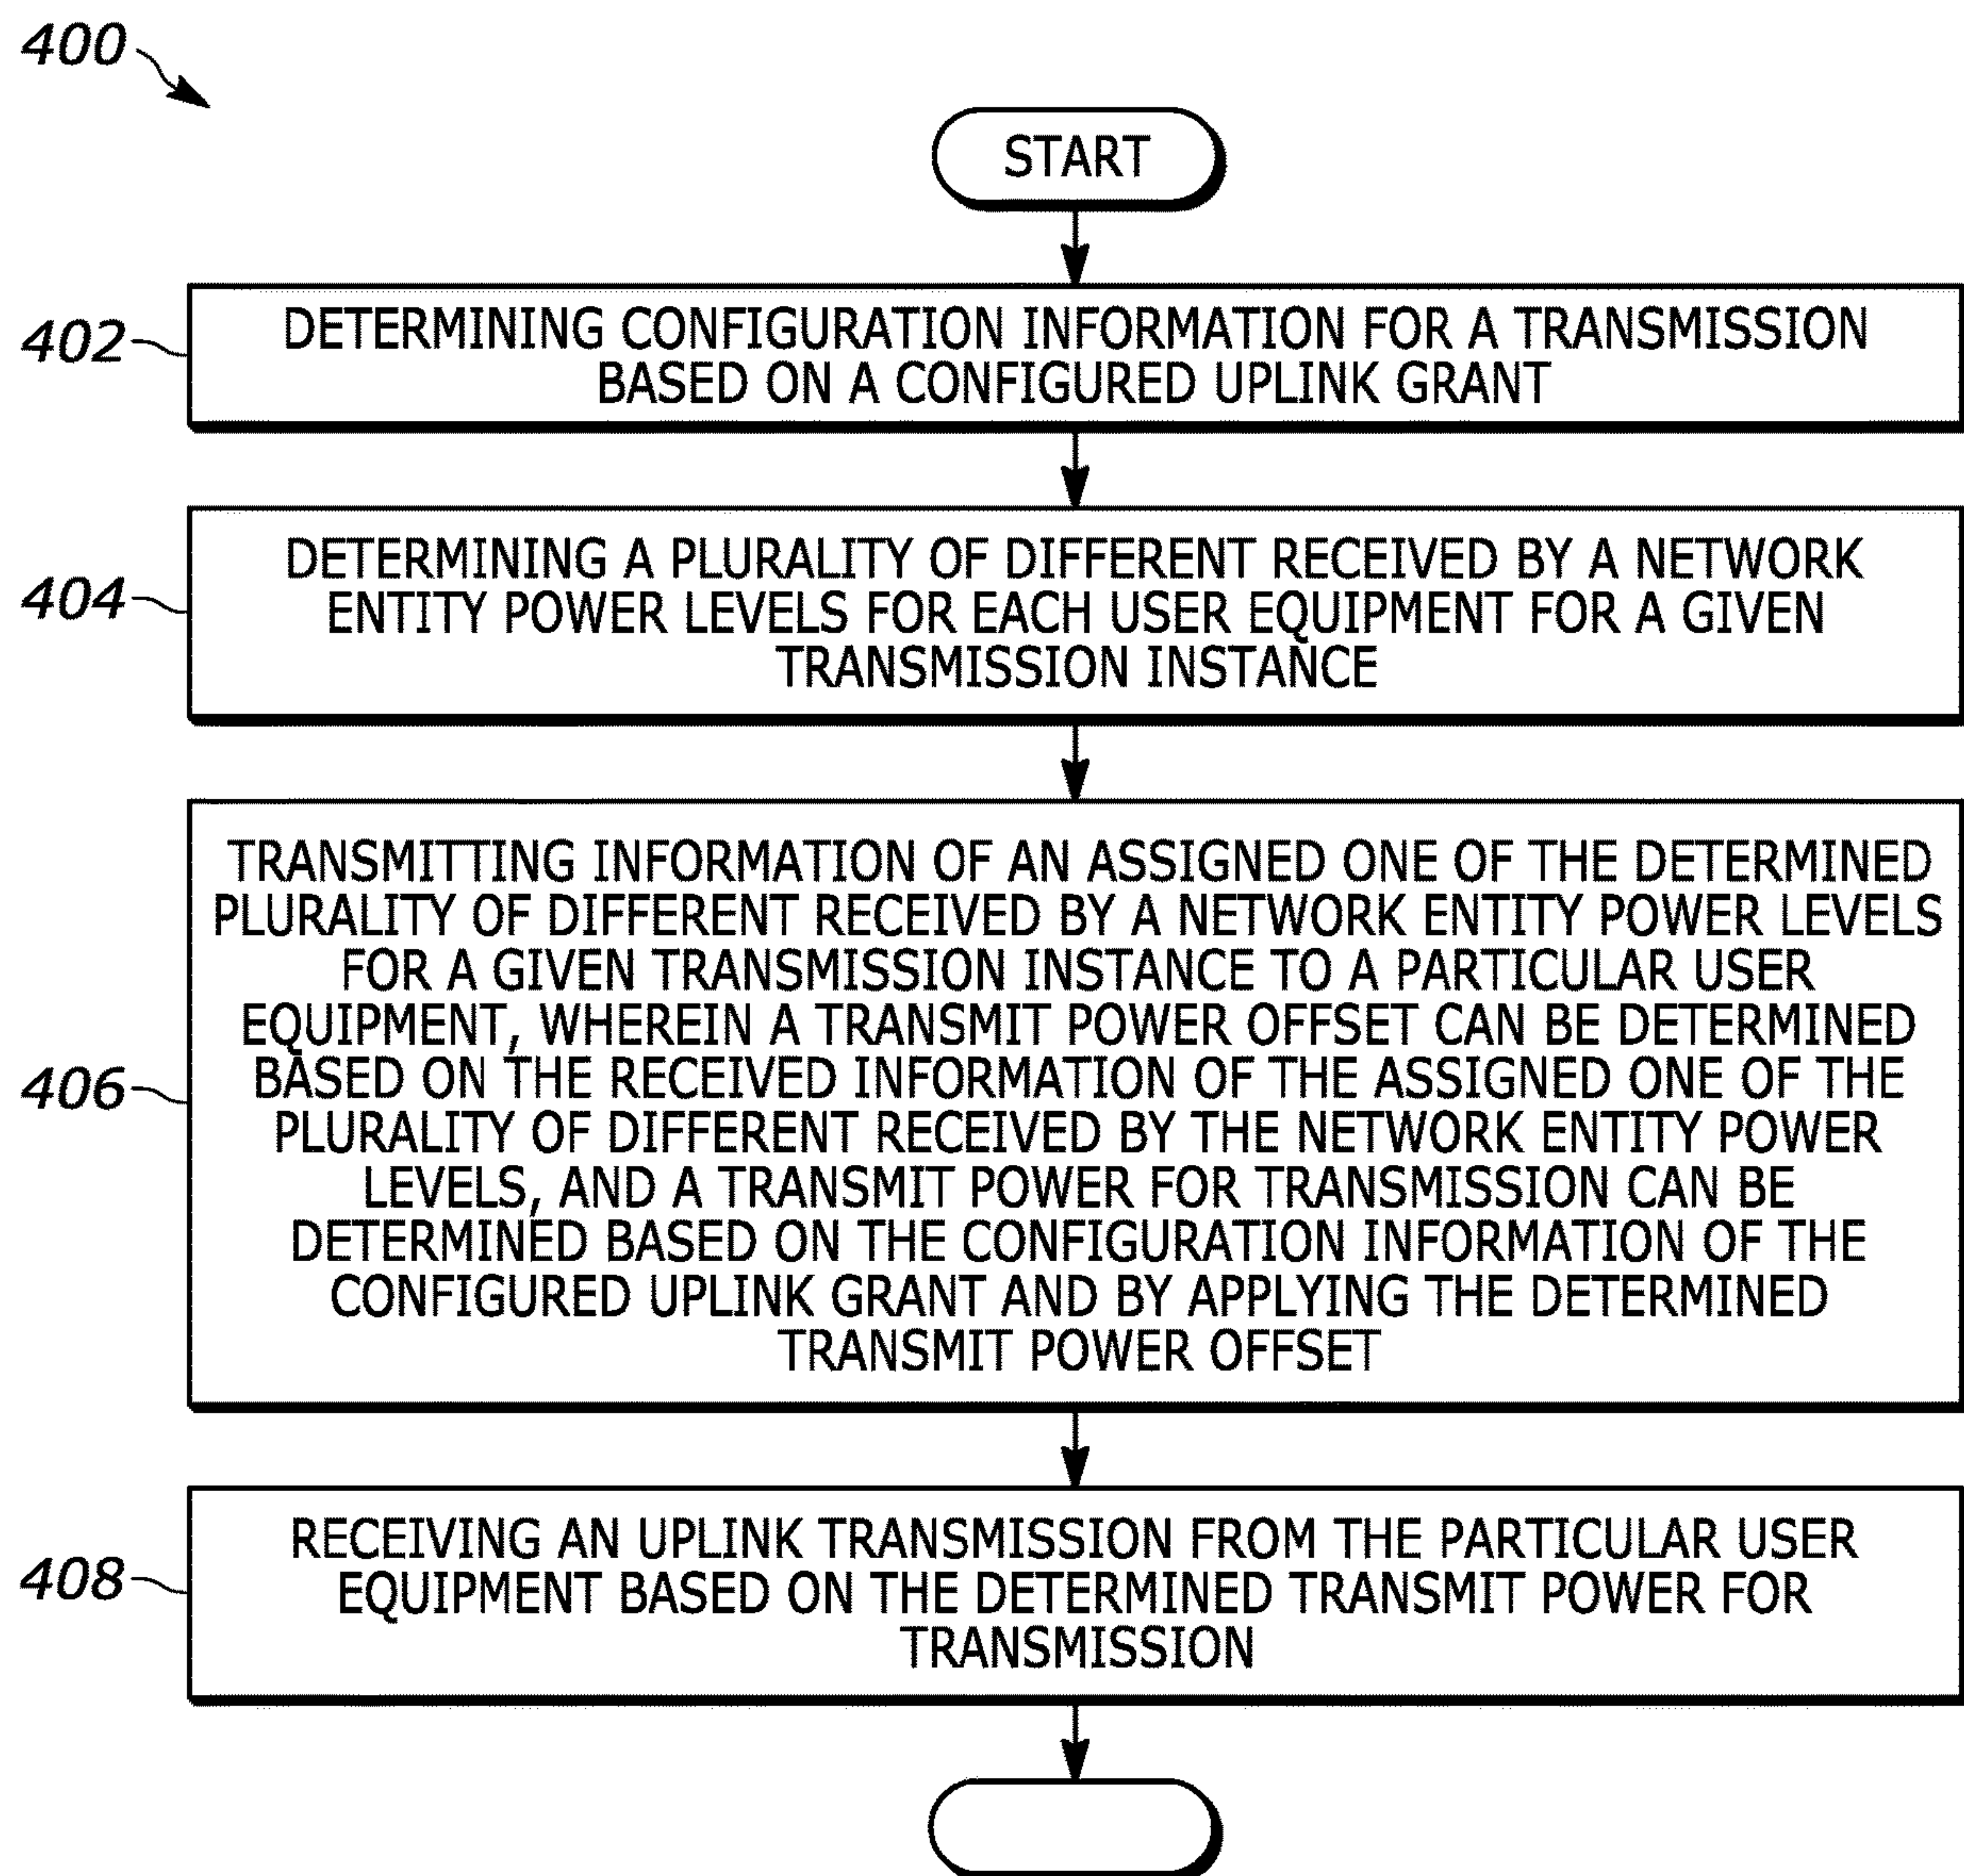 400
START
402
DETERMINING CONFIGURATION INFORMATION FOR A TRANSMISSION
BASED ON A CONFIGURED UPLINK GRANT
404
DETERMINING A PLURALITY OF DIFFERENT RECEIVED BY A NETWORK
ENTITY POWER LEVELS FOR EACH USER EQUIPMENT FOR A GIVEN
TRANSMISSION INSTANCE
406
TRANSMITTING INFORMATION OF AN ASSIGNED ONE OF THE DETERMINED
PLURALITY OF DIFFERENT RECEIVED BY A NETWORK ENTITY POWER LEVELS
FOR A GIVEN TRANSMISSION INSTANCE TO A PARTICULAR USER
EQUIPMENT, WHEREIN A TRANSMIT POWER OFFSET CAN BE DETERMINED
BASED ON THE RECEIVED INFORMATION OF THE ASSIGNED ONE OF THE
PLURALITY OF DIFFERENT RECEIVED BY THE NETWORK ENTITY POWER
LEVELS, AND A TRANSMIT POWER FOR TRANSMISSION CAN BE
DETERMINED BASED ON THE CONFIGURATION INFORMATION OF THE
CONFIGURED UPLINK GRANT AND BY APPLYING THE DETERMINED
TRANSMIT POWER OFFSET
408
RECEIVING AN UPLINK TRANSMISSION FROM THE PARTICULAR USER
EQUIPMENT BASED ON THE DETERMINED TRANSMIT POWER FOR
TRANSMISSION